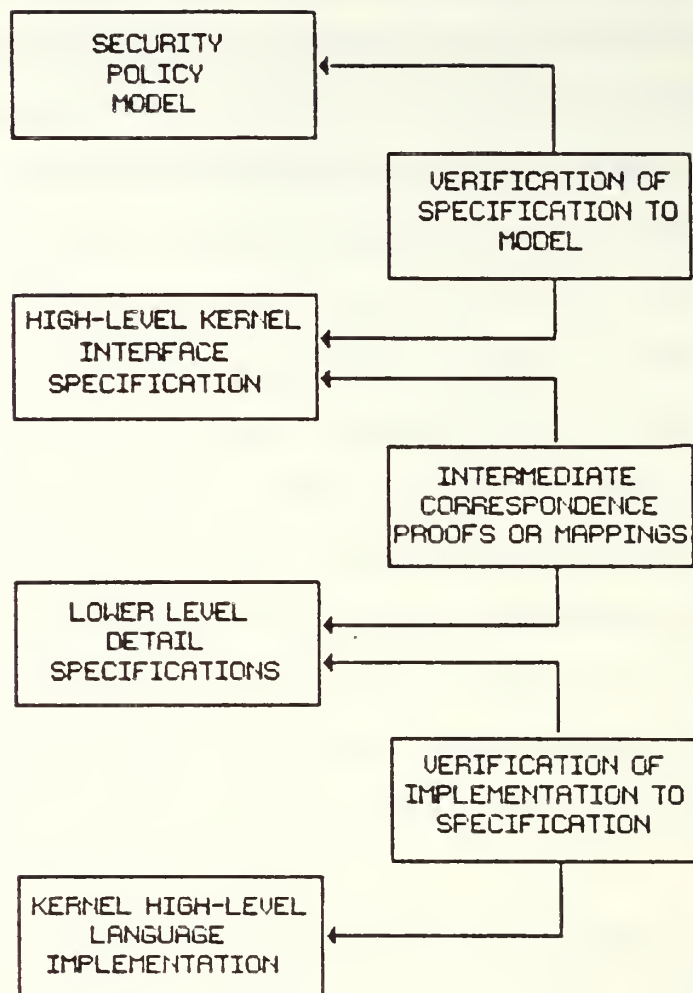 SECURITY
POLICY
MODEL
VERIFICATION OF
SPECIFICATION TO
MODEL
HIGH-LEVEL KERNEL
INTERFACE
SPECIFICATION
INTERMEDIATE
CORRESPONDENCE
PROOFS OR MAPPINGS
LOWER LEVEL
DETAIL
SPECIFICATIONS
VERIFICATION OF
IMPLEMENTATION TO
SPECIFICATION
KERNEL HIGH-LEVEL
LANGUAGE
IMPLEMENTATION